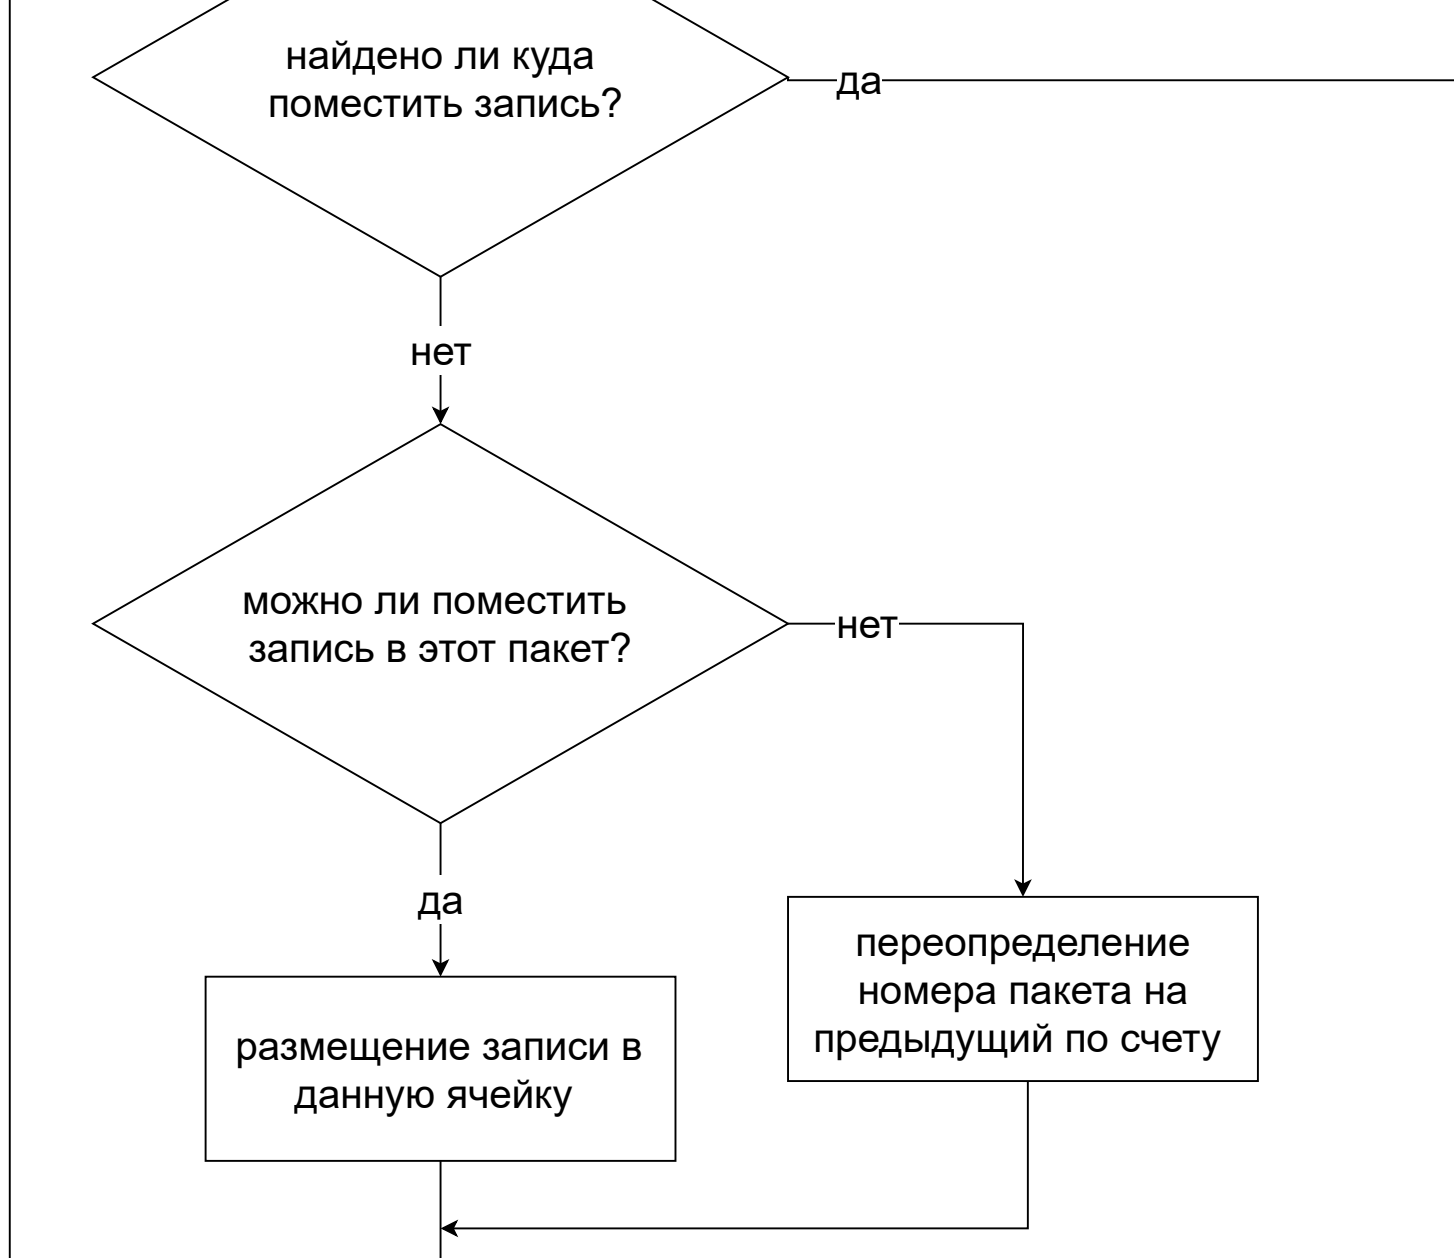 найдено ли куда
поместить запись?
да
нет
можно ли поместить
запись в этот пакет?
нет
да
переопределение
номера пакета на
предыдущий по счету
размещение записи в
данную ячейку